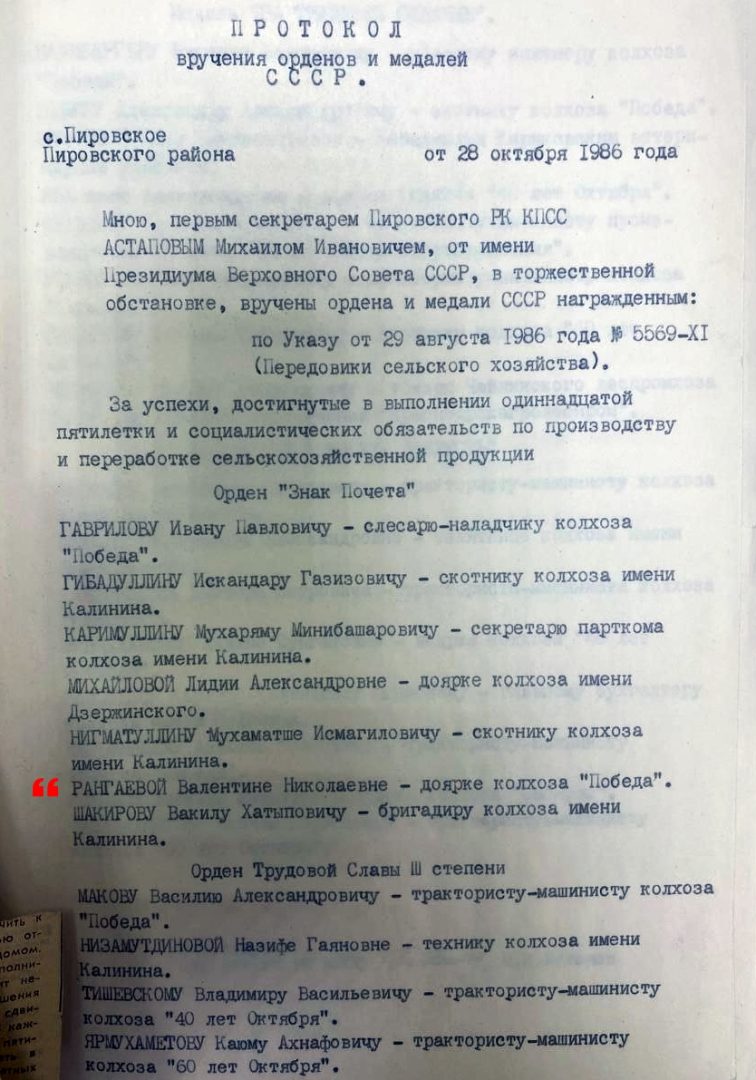 ПРОТОКОЛ
вручения орденов и медалей
СССР.
с.Пировское
Пировского района от 28 октября 1986 года
Мною, первым секретарем Пировского РК КПСС
АСТАПОВЫМ Михаилом Ивановичем, от имени
Президиума Верховного Совета СССР, в торжественной
обстановке, вручены ордена и медали СССР награжденным:
по Указу от 29 августа 1986 года № 5569-XI
(Передовики сельского хозяйства).
За успехи, достигнутые в выполнении одиннадцатой
пятилетки и социалистических обязательств по производству
и переработке сельскохозяйственной продукции
Орден "Знак Почета"
ГАВРИЛОВУ Ивану Павловичу - слесарю-наладчику колхоза
"Победа".
ГИБАДУЛЛИНУ Искандару Газизовичу - скотнику колхоза имени
Калинина.
КАРИМУЛЛИНУ Мухаряму Минибашаровичу - секретарю парткома
колхоза имени Калинина.
МИХАЙЛОВОЙ Лидии Александровне - доярке колхоза имени
Дзержинского.
НИГМАТУЛЛИНУ Мухаматше Исмагиловичу - скотнику колхоза
имени Калинина.
“ РАНГАЕВОЙ Валентине Николаевне - доярке колхоза "Победа".
ШАКИРОВУ Вакилу Хатыповичу - бригадиру колхоза имени
Калинина.
Орден Трудовой Славы Ш степени
МАКОВУ Василию Александровичу - трактористу-машинисту колхоза
"Победа".
НИЗАМУТДИНОВОЙ Назифе Гаяновне - технику колхоза имени
Калинина.
ТИШЕВСКОМУ Владимиру Васильевичу - трактористу-машинисту
колхоза "40 лет Октября".
ЯРМУХАМЕТОВУ Каюму Ахнафовичу - трактористу-машинисту
колхоза "60 лет Октября".